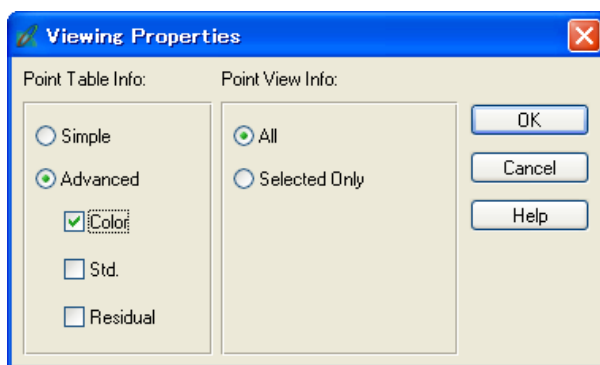 Viewing Properties
Point Table Info:
Point View Info:
Simple
Advanced
Color
Std.
Residual
All
Selected Only
OK
Cancel
Help